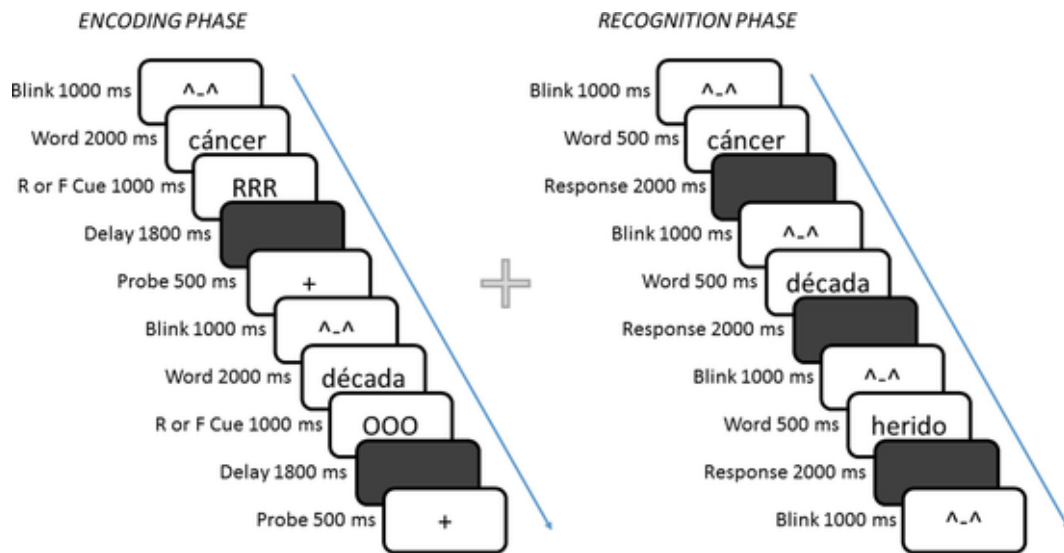 ENCODING PHASE
Blink 1000 ms ^-^
Word 2000 ms cáncer
R or F Cue 1000 ms RRR
Delay 1800 ms
Probe 500 ms +
Blink 1000 ms ^-^
Word 2000 ms década
R or F Cue 1000 ms OOO
Delay 1800 ms
Probe 500 ms +
RECOGNITION PHASE
Blink 1000 ms ^-^
Word 500 ms cáncer
Response 2000 ms
Blink 1000 ms ^-^
Word 500 ms década
Response 2000 ms
Blink 1000 ms ^-^
Word 500 ms herido
Response 2000 ms
Blink 1000 ms ^-^